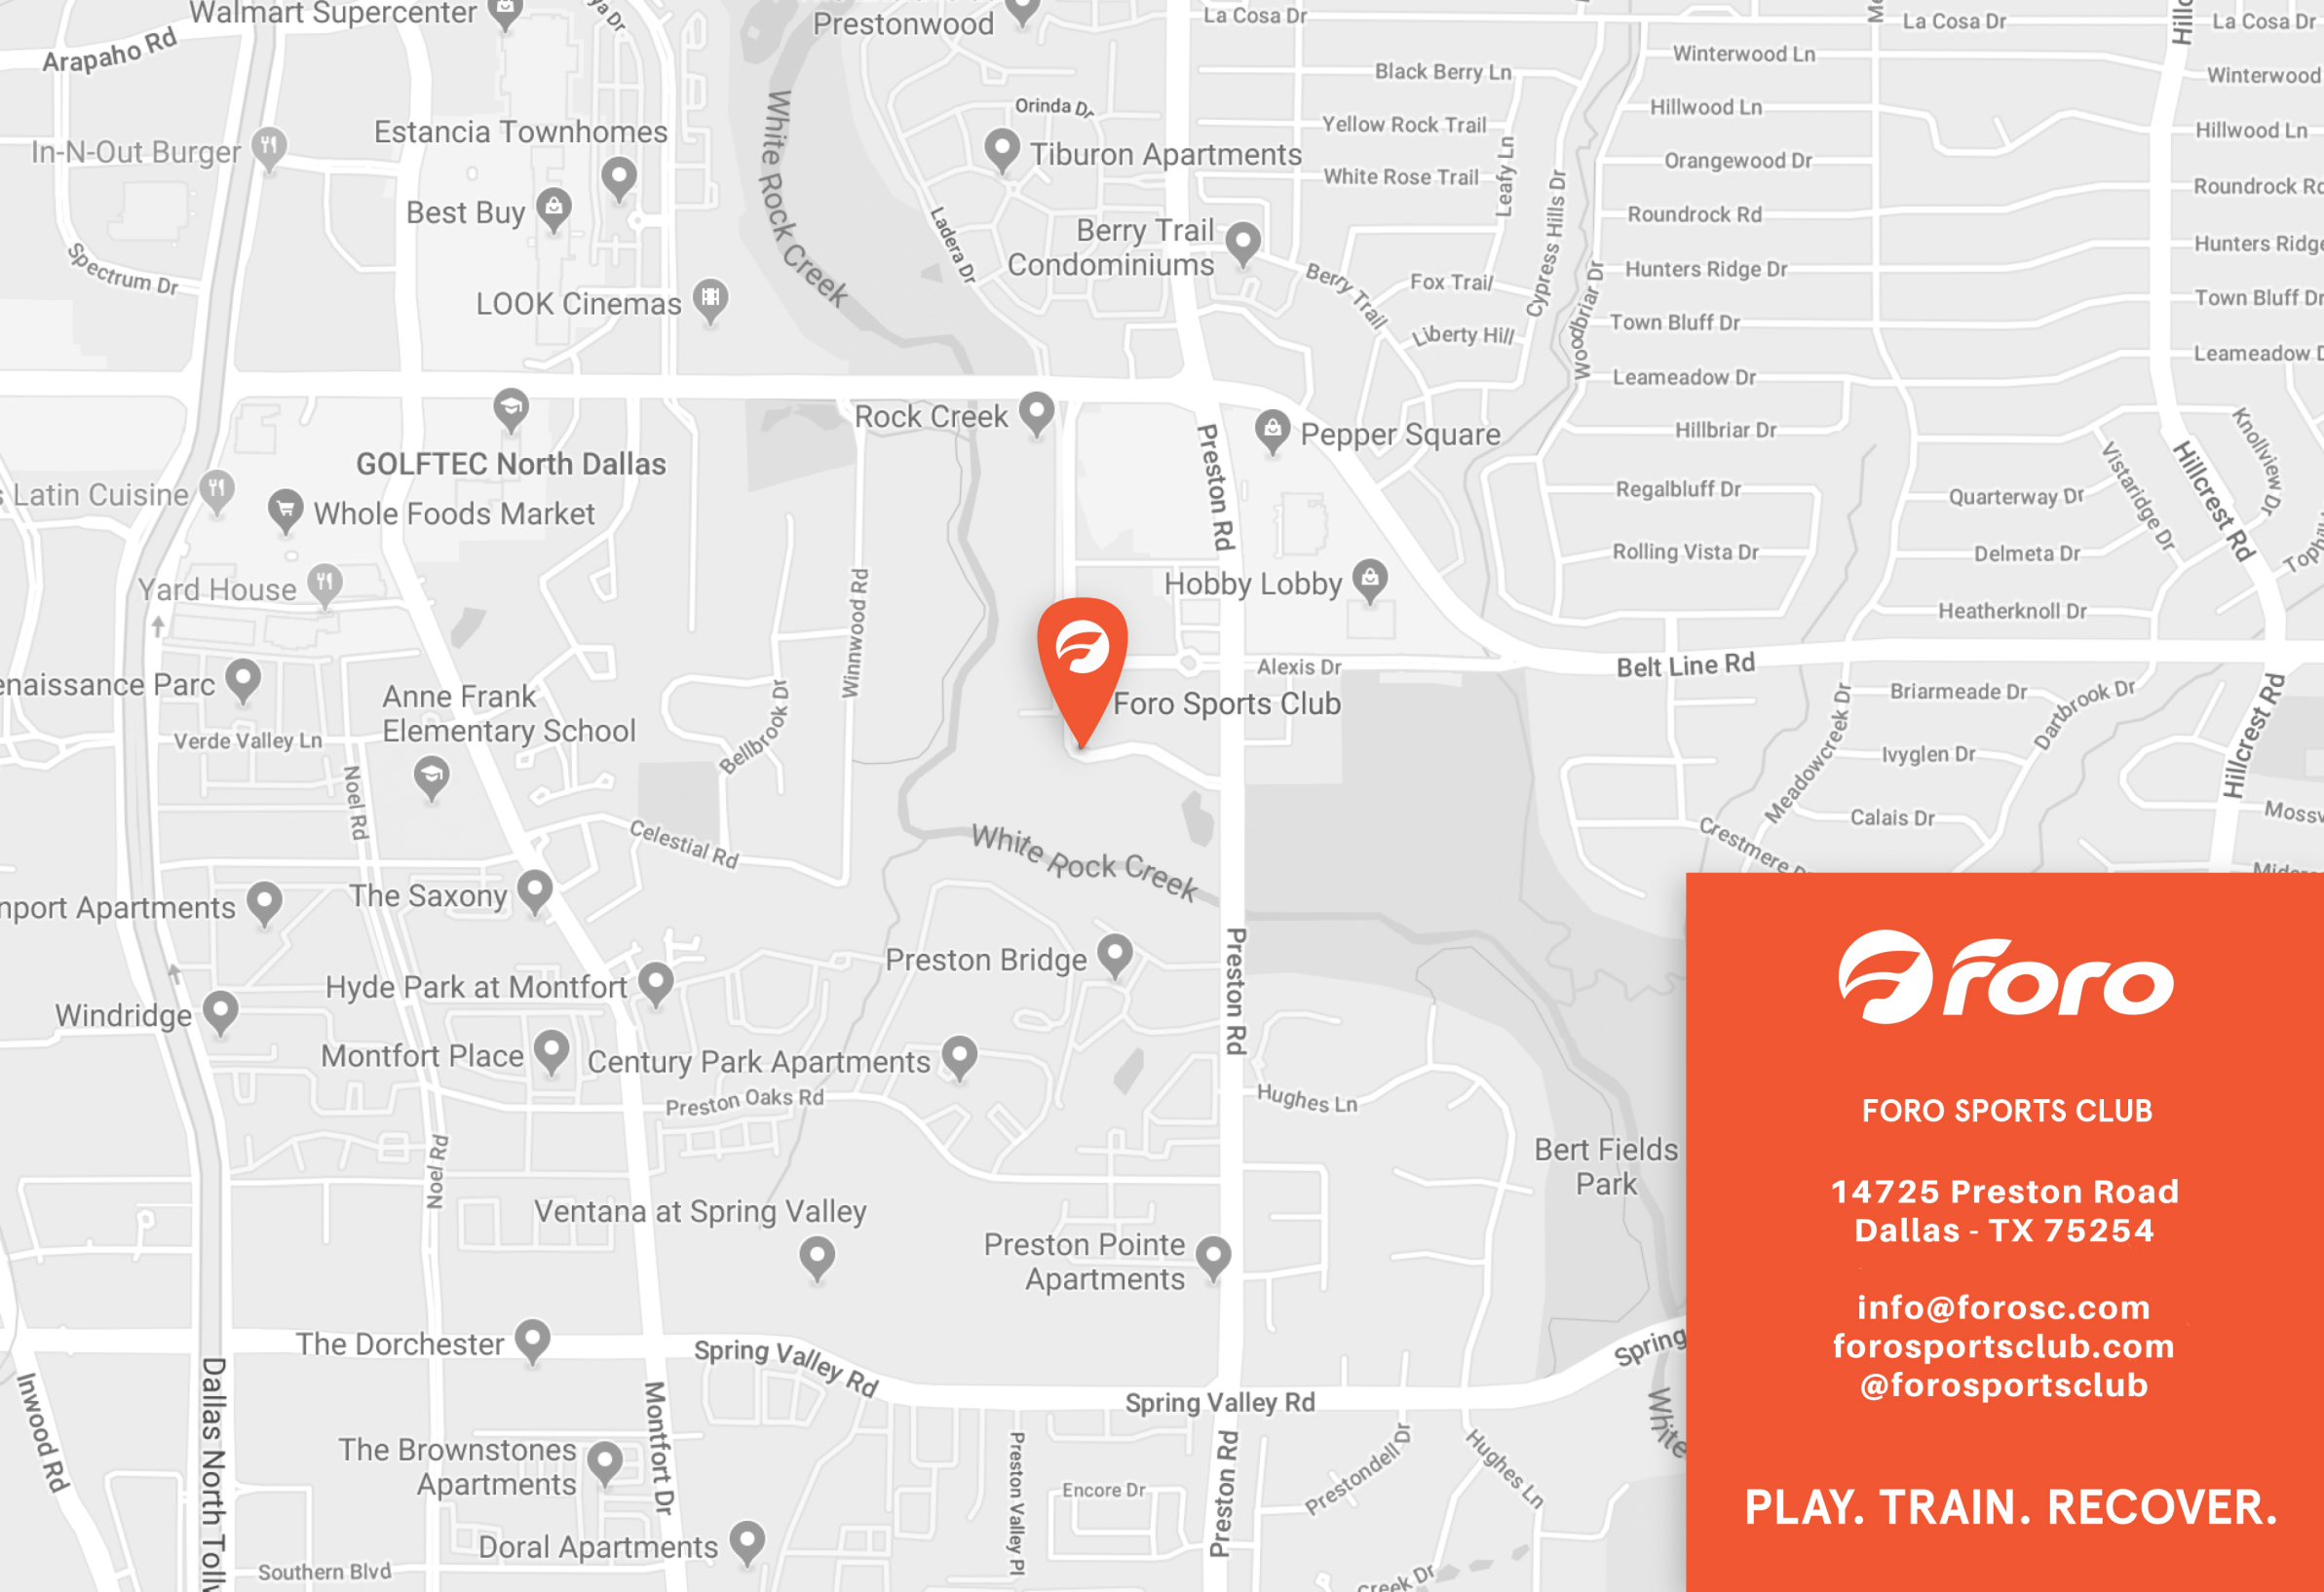 Walmart Supercenter
Prestonwood
La Cosa Dr
La Cosa Dr
La Cosa Dr
Arapaho Rd
Winterwood Ln
Winterwood
Black Berry Ln
Hillwood Ln
Hillwood Ln
Orinda Dr
Yellow Rock Trail
In-N-Out Burger
Estancia Townhomes
White Rock Creek
Tiburon Apartments
White Rose Trail
Leafy Ln
Orangewood Dr
Roundrock Rd
Best Buy
Roundrock Rd
Cypress Hills Dr
Spectrum Dr
Ladera Dr
Berry Trail
Condominiums
Berry Trail
Fox Trail
Hunters Ridge Dr
Hunters Ridge
LOOK Cinemas
Liberty Hill
Woodbriar Dr
Town Bluff Dr
Town Bluff Dr
Leameadow Dr
Leameadow D
Rock Creek
Preston Rd
Pepper Square
Hillbriar Dr
Knollview Dr
GOLFTEC North Dallas
Latin Cuisine
Whole Foods Market
Regalbluff Dr
Quarterway Dr
Vistaridge Dr
Hillcrest Rd
Rolling Vista Dr
Delmeta Dr
Yard House
Winnwood Rd
Hobby Lobby
Heatherknoll Dr
enaissance Parc
Alexis Dr
Belt Line Rd
Anne Frank
Elementary School
Bellbrook Dr
Foro Sports Club
Briarmeade Dr
Dartbrook Dr
Meadowcreek Dr
Hillcrest Rd
Verde Valley Ln
Ivyglen Dr
Noel Rd
Calais Dr
Mossv
Celestial Rd
White Rock Creek
Crestmere D
nport Apartments
The Saxony
Preston Bridge
Preston Rd
Hyde Park at Montfort
Windridge
Montfort Place
Century Park Apartments
Preston Oaks Rd
Hughes Ln
Noel Rd
Bert Fields
Park
Ventana at Spring Valley
Preston Pointe
Apartments
The Dorchester
Spring Valley Rd
Spring
Spring Valley Rd
Inwood Rd
Dallas North Tollw
Montfort Dr
White
The Brownstones
Apartments
Preston Valley Pl
Encore Dr
Preston Rd
Prestondell Dr
Hughes Ln
Doral Apartments
Southern Blvd
Creek Dr
foro
FORO SPORTS CLUB
14725 Preston Road
Dallas - TX 75254
info@forosc.com
forosportsclub.com
@forosportsclub
PLAY. TRAIN. RECOVER.